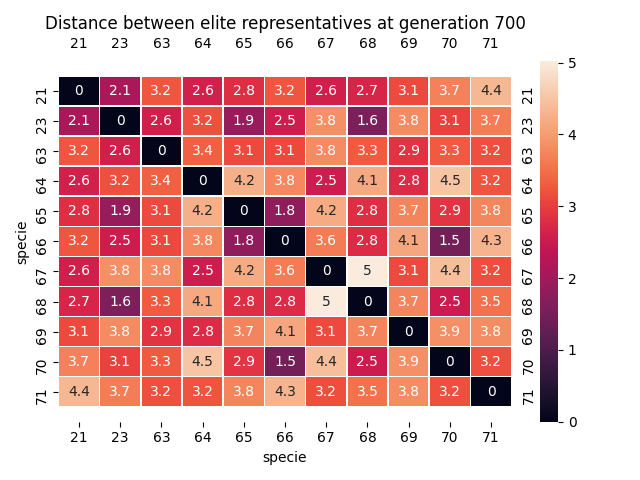 Distance between elite representatives at generation 700
21 23 63 64 65 66 67 68 69 70 71
21 0 2.1 3.2 2.6 2.8 3.2 2.6 2.7 3.1 3.7 4.4 21
23 2.1 0 2.6 3.2 1.9 2.5 3.8 1.6 3.8 3.1 3.7 23
63 3.2 2.6 0 3.4 3.1 3.1 3.8 3.3 2.9 3.3 3.2 63
64 2.6 3.2 3.4 0 4.2 3.8 2.5 4.1 2.8 4.5 3.2 64
65 2.8 1.9 3.1 4.2 0 1.8 4.2 2.8 3.7 2.9 3.8 65
66 3.2 2.5 3.1 3.8 1.8 0 3.6 2.8 4.1 1.5 4.3 66
67 2.6 3.8 3.8 2.5 4.2 3.6 0 5 3.1 4.4 3.2 67
68 2.7 1.6 3.3 4.1 2.8 2.8 5 0 3.7 2.5 3.5 68
69 3.1 3.8 2.9 2.8 3.7 4.1 3.1 3.7 0 3.9 3.8 69
70 3.7 3.1 3.3 4.5 2.9 1.5 4.4 2.5 3.9 0 3.2 70
71 4.4 3.7 3.2 3.2 3.8 4.3 3.2 3.5 3.8 3.2 0 71
21 23 63 64 65 66 67 68 69 70 71
specie
specie
5
4
3
2
1
0